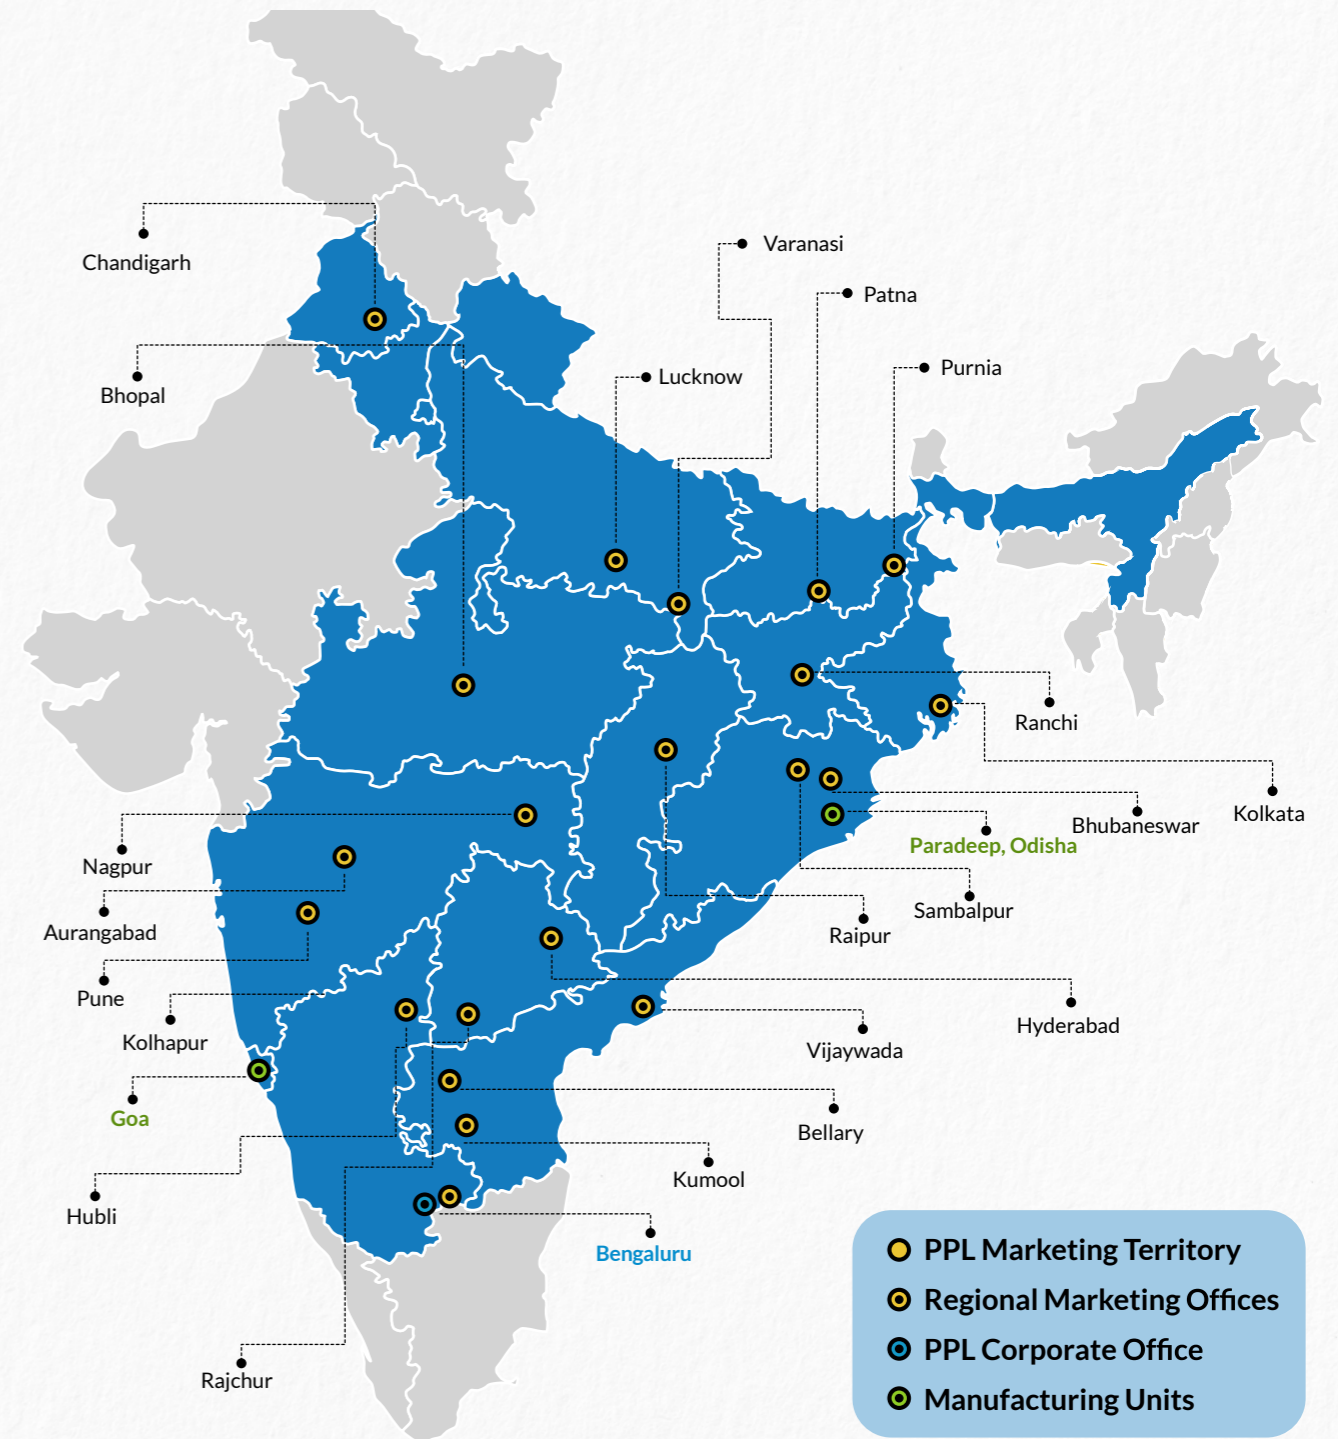 Chandigarh
Varanasi
Patna
Purnia
Lucknow
Bhopal
Ranchi
Kolkata
Bhubaneswar
Paradeep, Odisha
Sambalpur
Raipur
Nagpur
Aurangabad
Pune
Kolhapur
Hyderabad
Vijaywada
Goa
Bellary
Kumool
Hubli
Bengaluru
Rajchur
PPL Marketing Territory
Regional Marketing Offices
PPL Corporate Office
Manufacturing Units